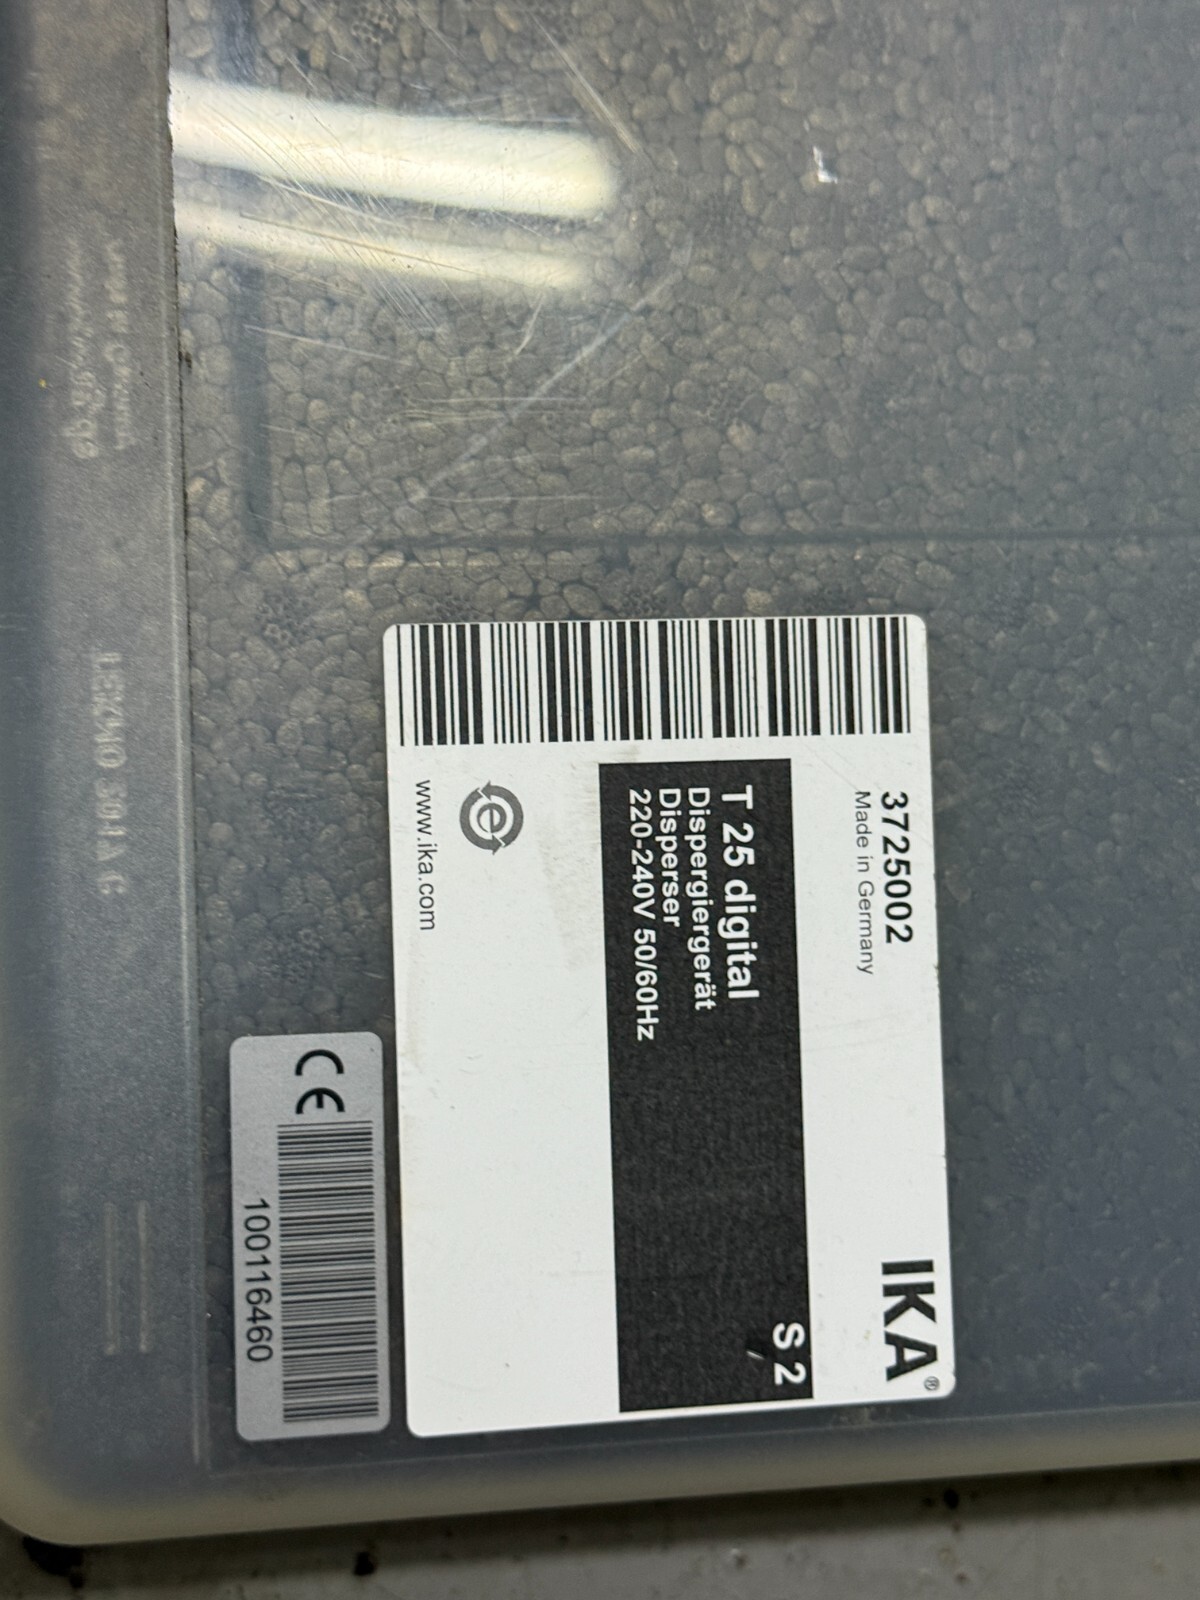 3725002
Made in Germany
IKA®
T 25 digital
S 2
Dispergiergerät
Disperser
220-240V 50/60Hz
e
www.ika.com
CE
100116460